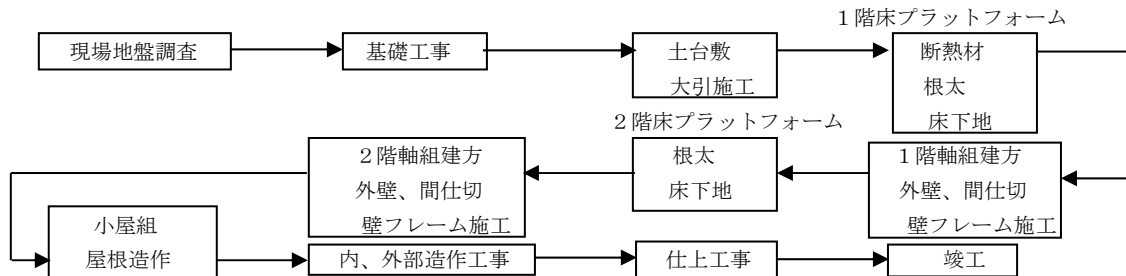 現場地盤調査
基礎工事
土台敷
大引施工
１階床プラットフォーム
断熱材
根太
床下地
１階軸組建方
外壁、間仕切
壁フレーム施工
２階床プラットフォーム
根太
床下地
２階軸組建方
外壁、間仕切
壁フレーム施工
小屋組
屋根造作
内、外部造作工事
仕上工事
竣工